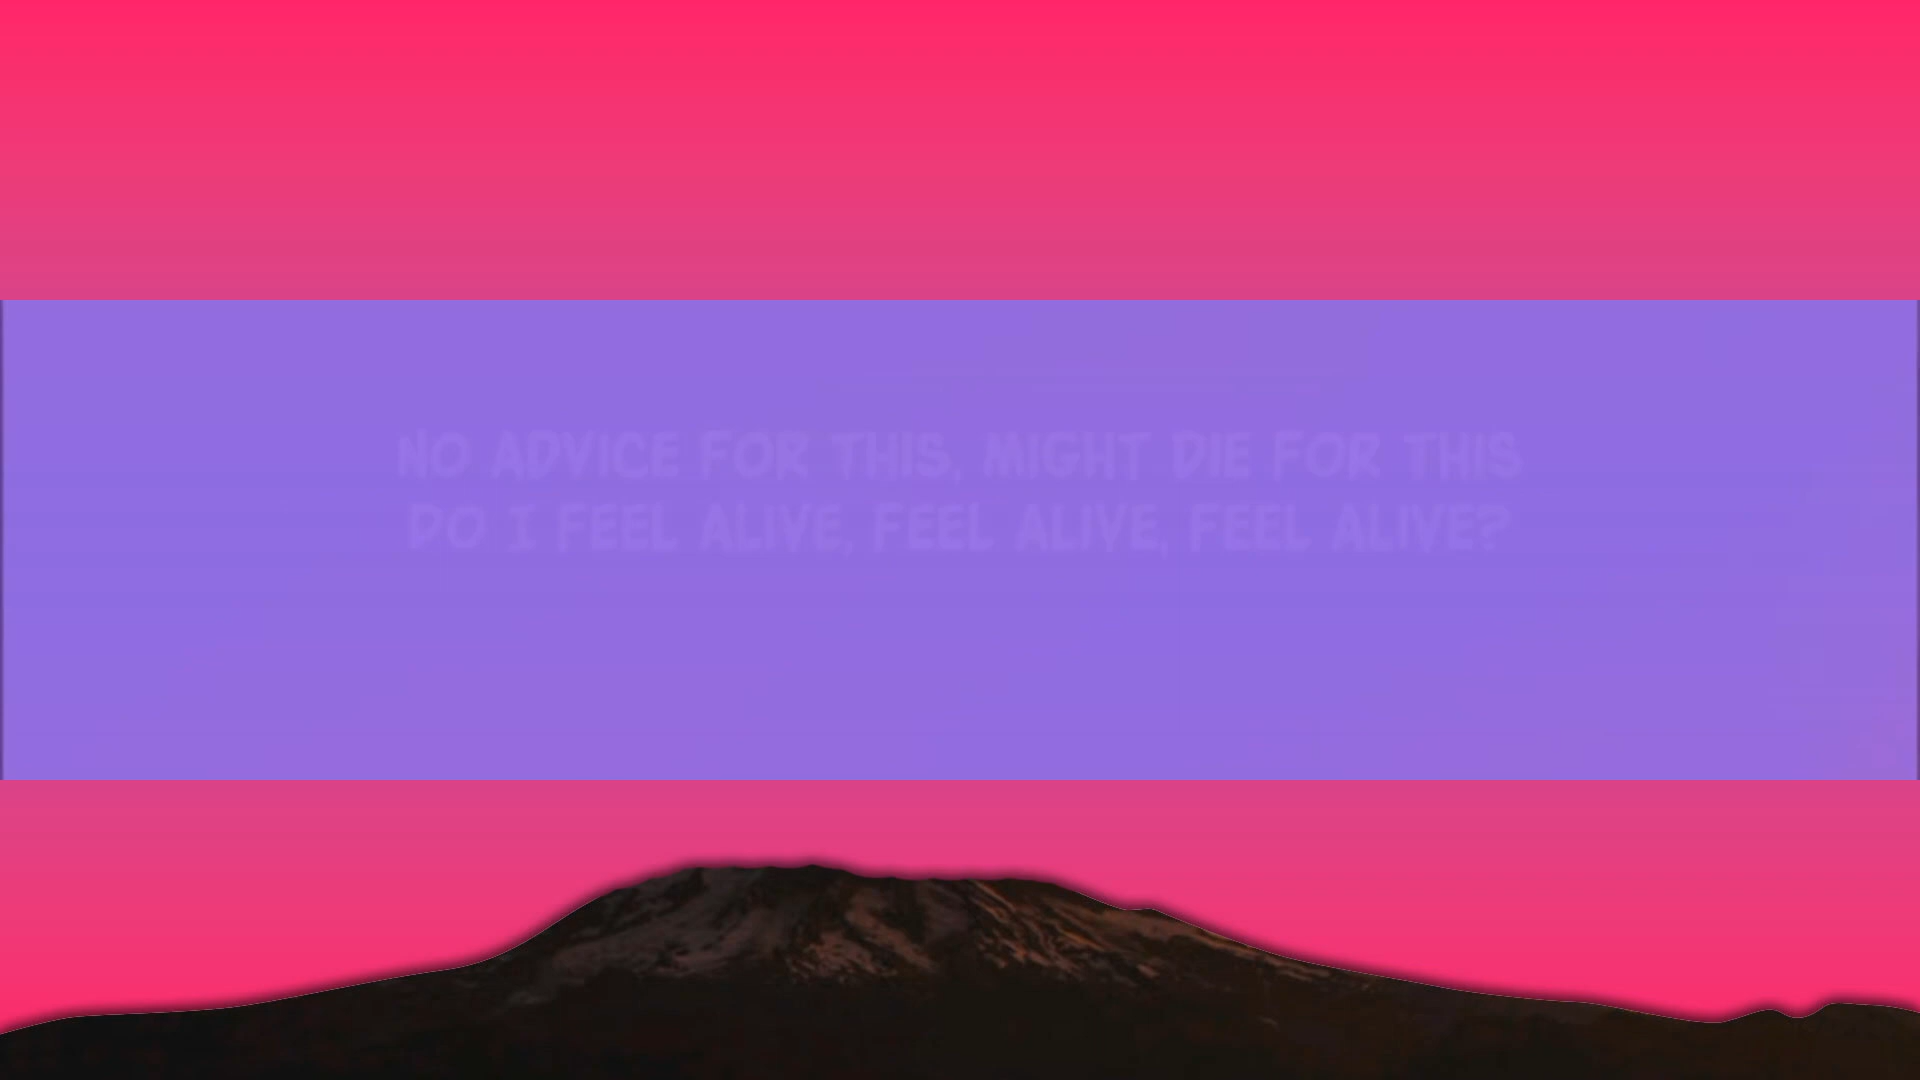 NO ADVICE FOR THIS, MIGHT DIE FOR THIS
DO I FEEL ALIVE, FEEL ALIVE, FEEL ALIVE?